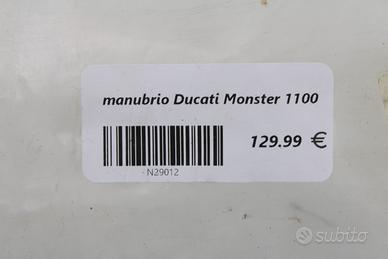 manubrio Ducati Monster 1100
129.99 €
N29012
subito